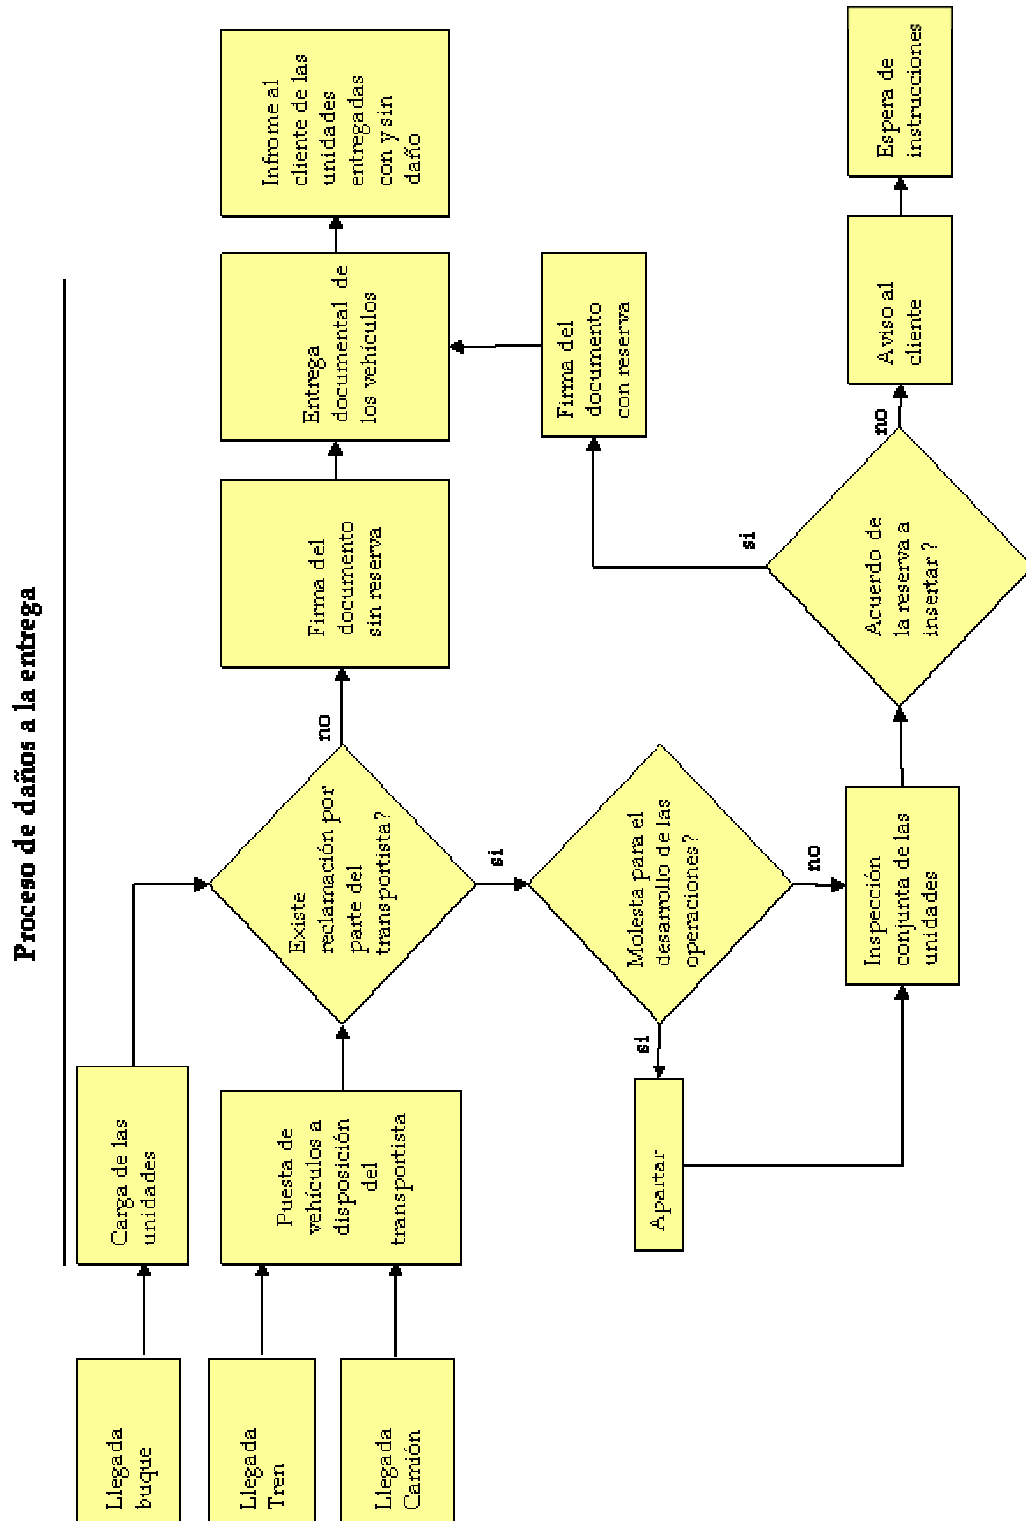 Proceso de daños a la entrega
Llegada
buque
Carga de las
unidades
Llegada
Tren
Llegada
Camión
Puesta de
vehículos a
disposición
del
transportista
Existe
reclamación por
parte del
transportista?
no
si
Firma del
documento
sin reserva
Entrega
documental de
los vehículos
Infrome al
cliente de las
unidades
entregadas
con y sin
daño
Molesta para el
desarrollo de las
operaciones?
si
no
Apartar
Inspección
conjunta de las
unidades
Acuerdo de
la reserva a
insertar ?
si
no
Firma del
documento
con reserva
Aviso al
cliente
Espera de
instrucciones